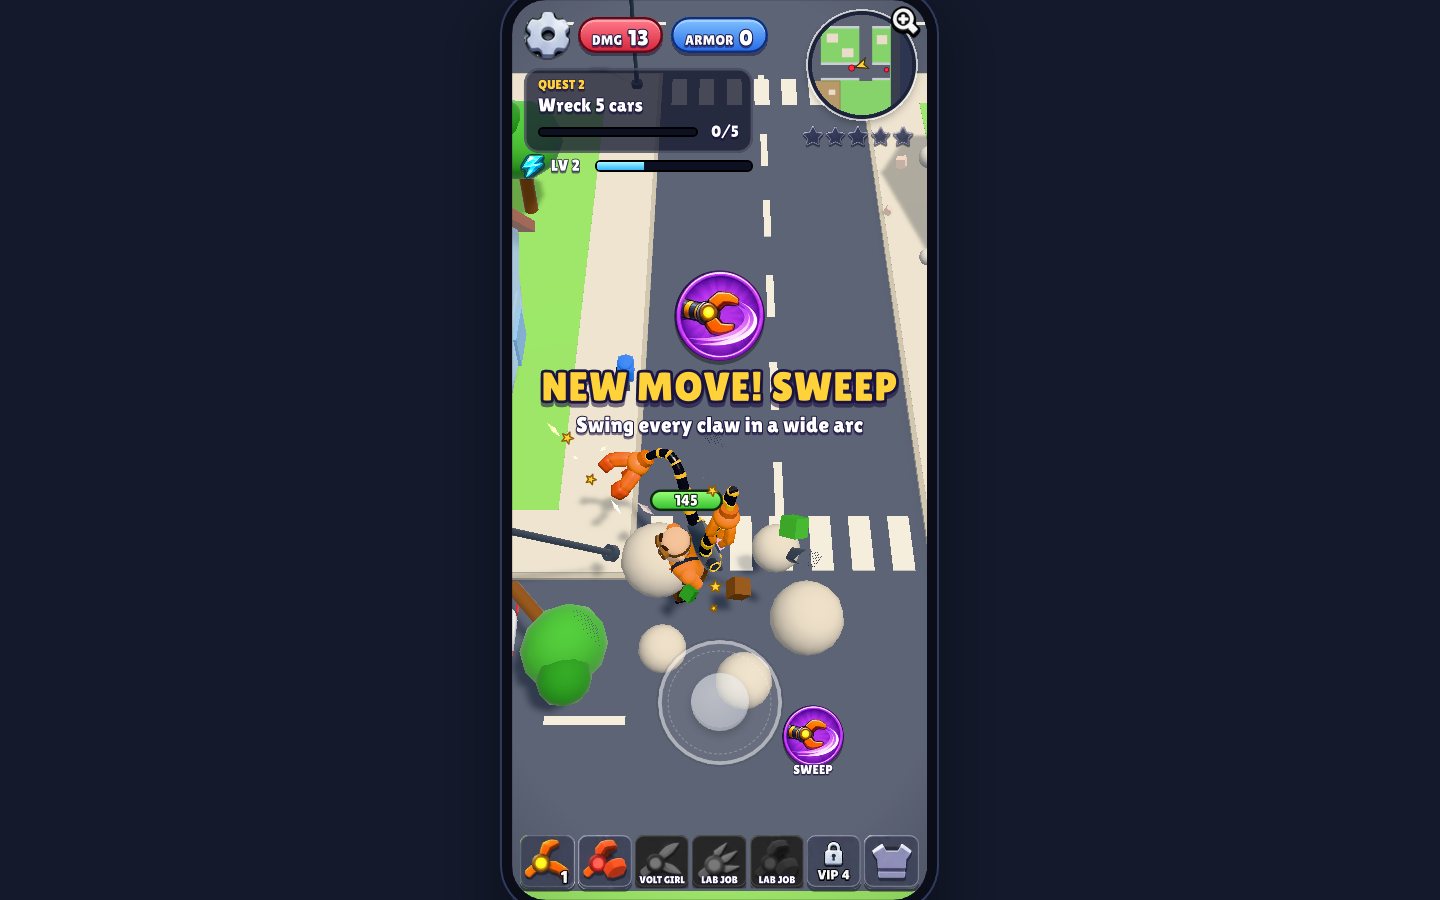 DMG 13
ARMOR 0
QUEST 2
Wreck 5 cars
0/5
LV 2
NEW MOVE! SWEEP
Swing every claw in a wide arc
145
SWEEP
1
VOLT GIRL
LAB JOB
LAB JOB
VIP 4